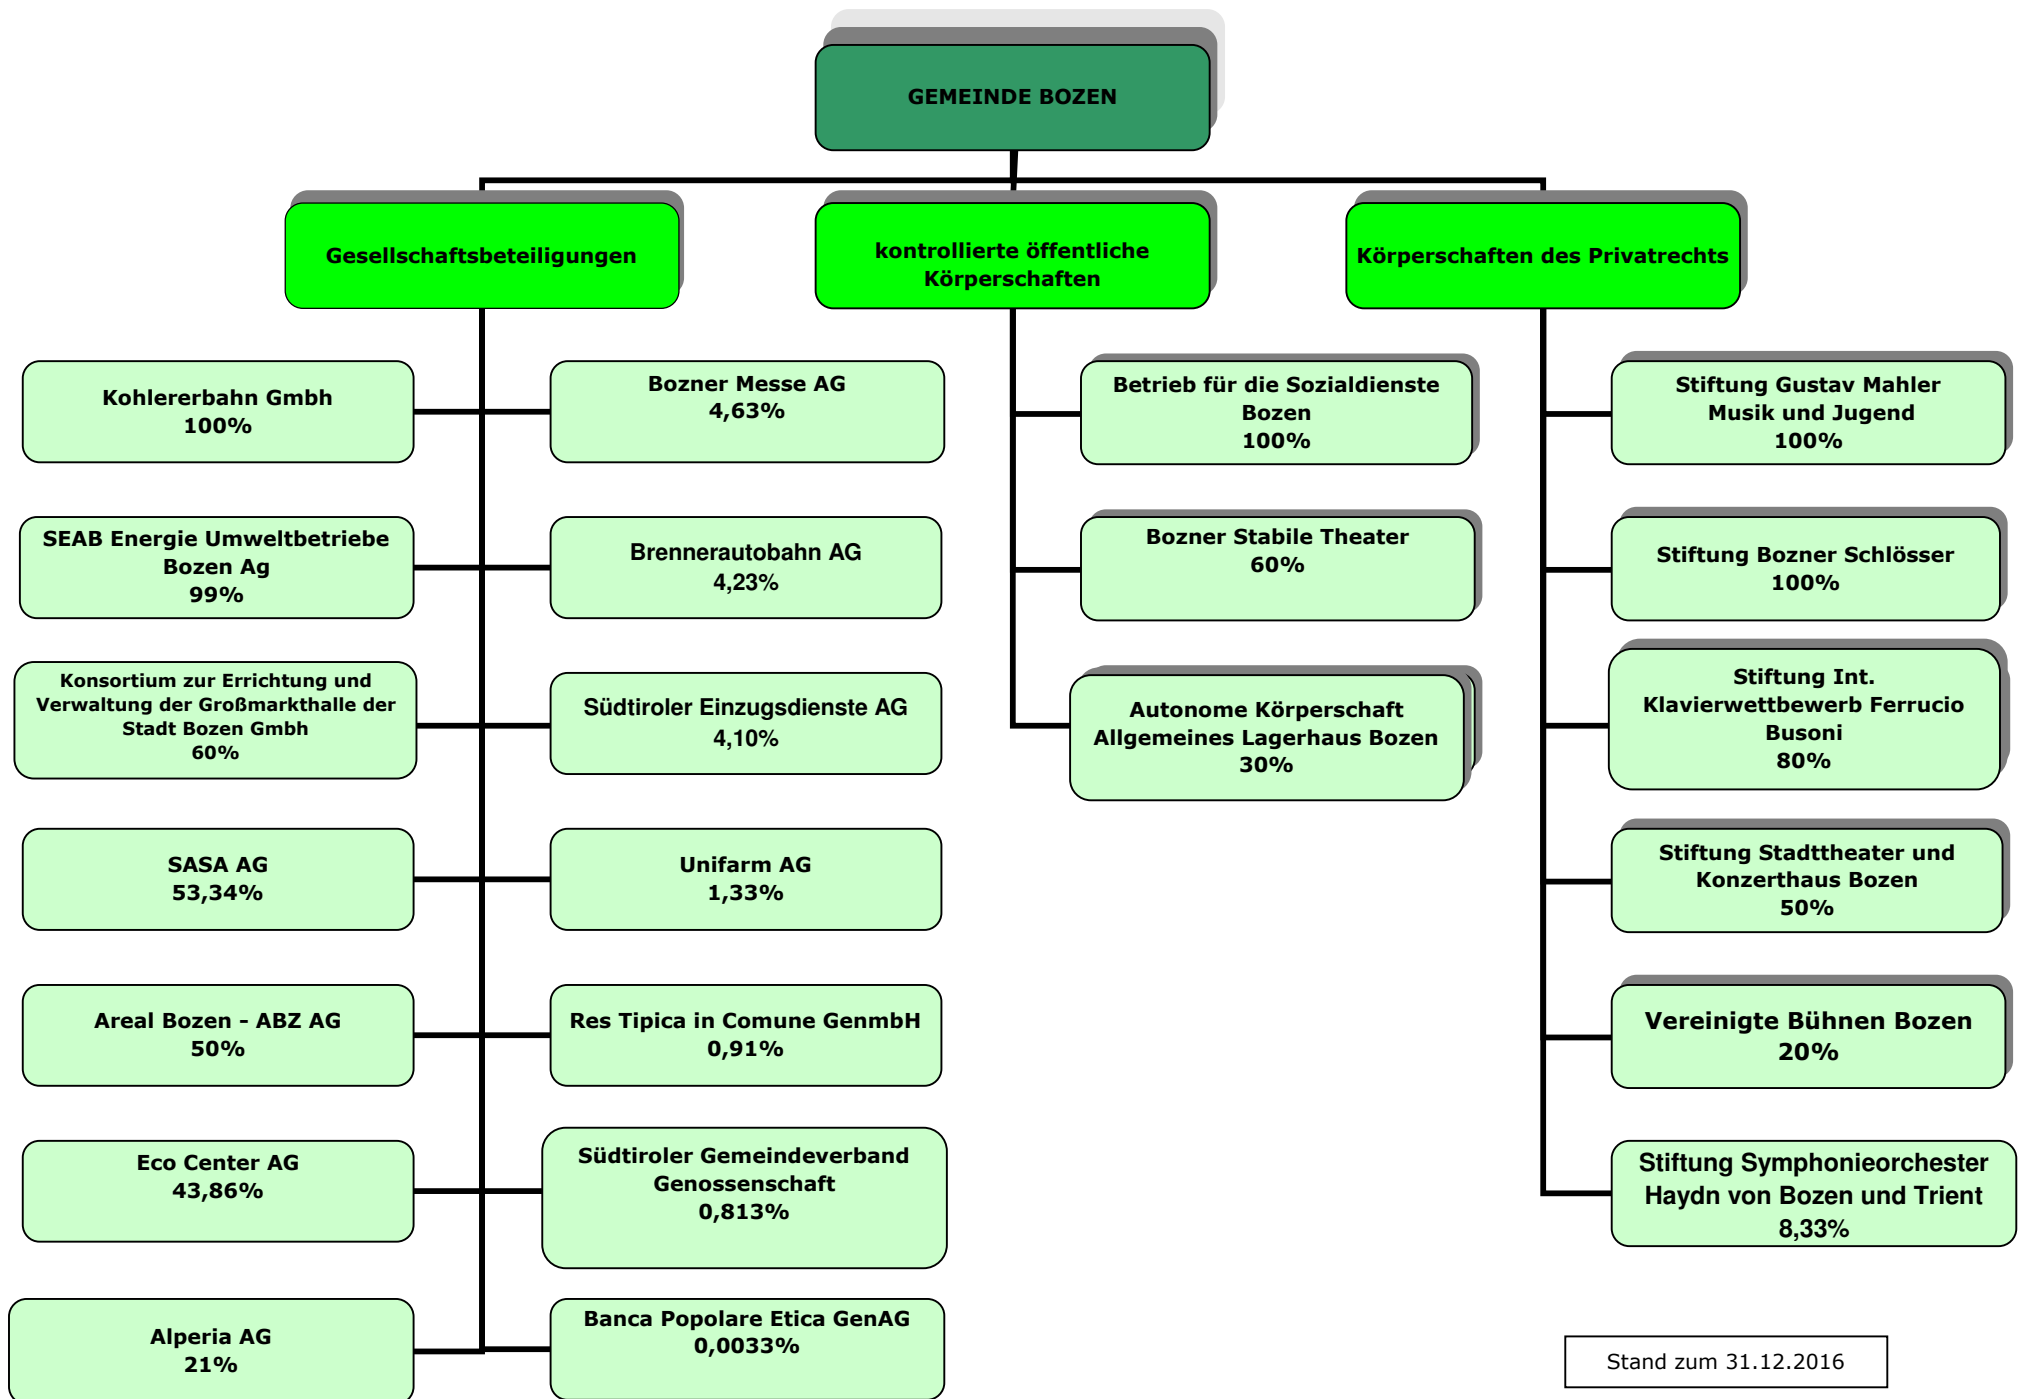 GEMEINDE BOZEN
Gesellschaftsbeteiligungen
kontrollierte öffentliche
Körperschaften
Körperschaften des Privatrechts
Kohlererbahn Gmbh
100%
SEAB Energie Umweltbetriebe
Bozen Ag
99%
Konsortium zur Errichtung und
Verwaltung der Großmarkthalle der
Stadt Bozen Gmbh
60%
SASA AG
53,34%
Areal Bozen - ABZ AG
50%
Eco Center AG
43,86%
Alperia AG
21%
Bozner Messe AG
4,63%
Brennerautobahn AG
4,23%
Südtiroler Einzugsdienste AG
4,10%
Unifarm AG
1,33%
Res Tipica in Comune GenmbH
0,91%
Südtiroler Gemeindeverband
Genossenschaft
0,813%
Banca Popolare Etica GenAG
0,0033%
Betrieb für die Sozialdienste
Bozen
100%
Bozner Stabile Theater
60%
Autonome Körperschaft
Allgemeines Lagerhaus Bozen
30%
Stiftung Gustav Mahler
Musik und Jugend
100%
Stiftung Bozner Schlösser
100%
Stiftung Int.
Klavierwettbewerb Ferrucio
Busoni
80%
Stiftung Stadttheater und
Konzerthaus Bozen
50%
Vereinigte Bühnen Bozen
20%
Stiftung Symphonieorchester
Haydn von Bozen und Trient
8,33%
Stand zum 31.12.2016